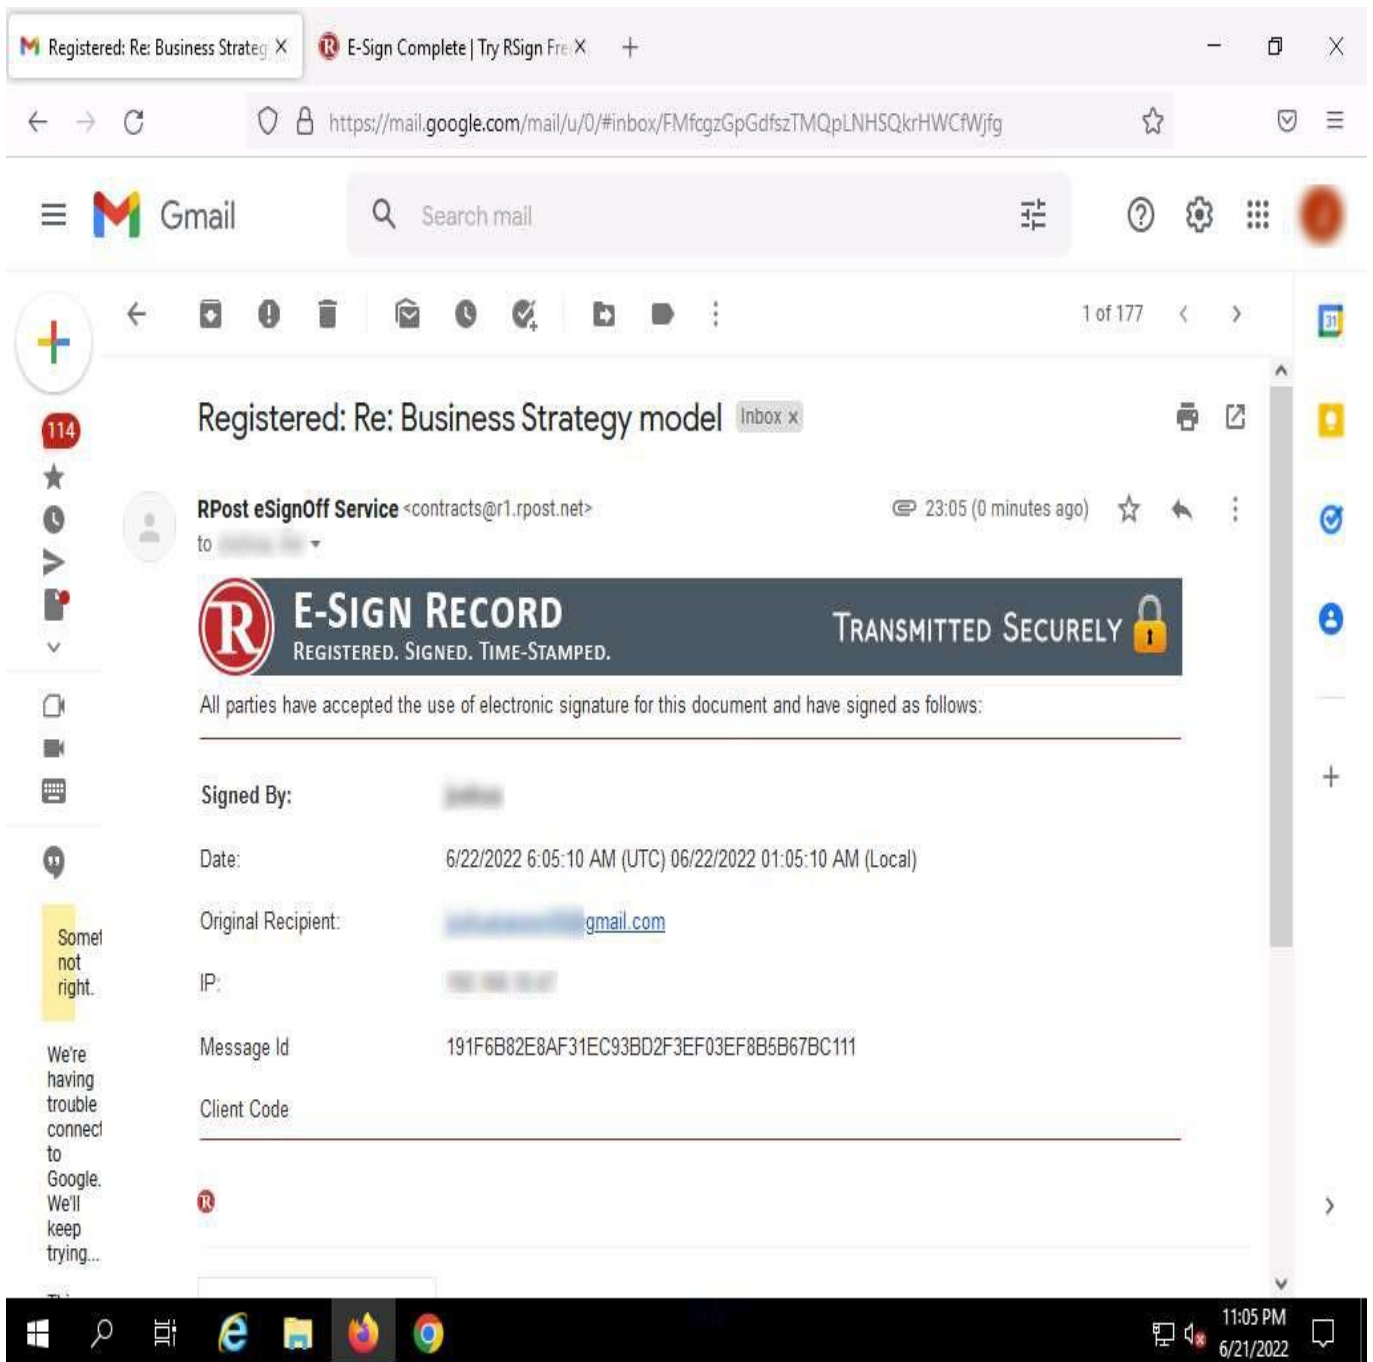 Registered: Re: Business Strateg
E-Sign Complete | Try RSign Fre
https://mail.google.com/mail/u/0/#inbox/FMfcgzGpGdfszTMQpLNHSQkrHWCfWjfg
Gmail
Search mail
1 of 177
31
114
Registered: Re: Business Strategy model Inbox x
RPost eSignOff Service <contracts@r1.rpost.net>
23:05 (0 minutes ago)
to
R E-SIGN RECORD
REGISTERED. SIGNED. TIME-STAMPED.
TRANSMITTED SECURELY
All parties have accepted the use of electronic signature for this document and have signed as follows:
Signed By:
Date: 6/22/2022 6:05:10 AM (UTC) 06/22/2022 01:05:10 AM (Local)
Original Recipient: gmail.com
IP:
Message Id 191F6B82E8AF31EC93BD2F3EF03EF8B5B67BC111
Client Code
R
Somet
not
right.
We're
having
trouble
connect
to
Google.
We'll
keep
trying...
11:05 PM
6/21/2022